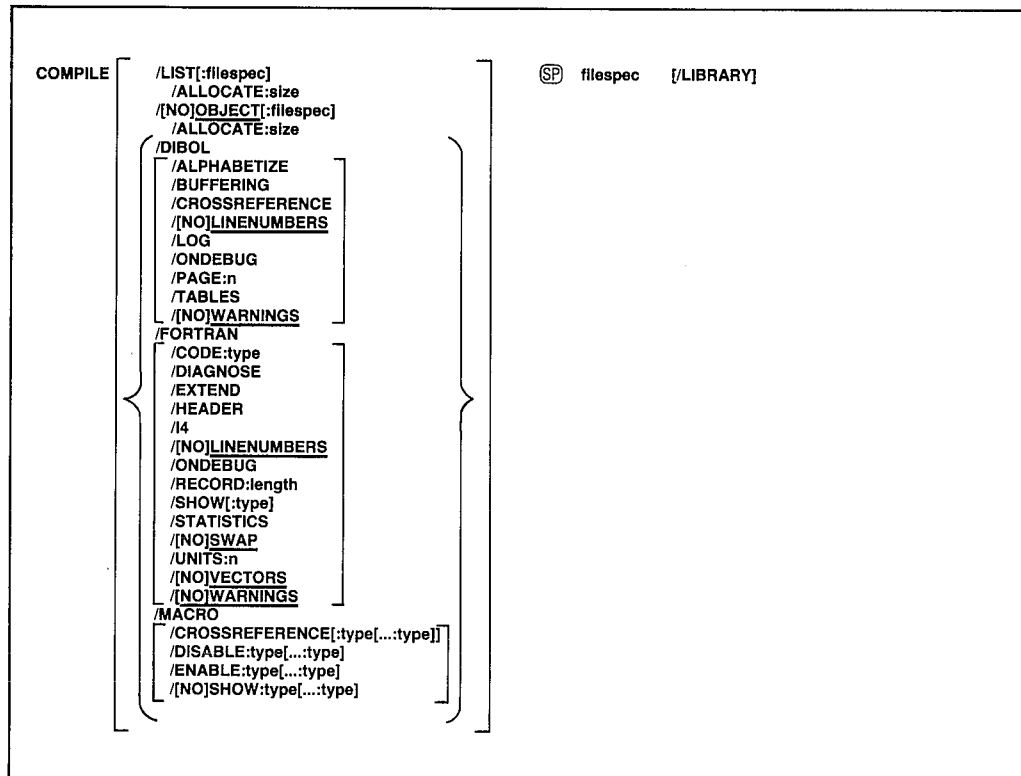 COMPILE /LIST[:filespec] SP filespec [/LIBRARY]
/ALLOCATE:size
/[NO]OBJECT[:filespec]
/ALLOCATE:size
/DIBOL
/ALPHABETIZE
/BUFFERING
/CROSSREFERENCE
/[NO]LINENUMBERS
/LOG
/ONDEBUG
/PAGE:n
/TABLES
/[NO]WARNINGS
/FORTRAN
/CODE:type
/DIAGNOSE
/EXTEND
/HEADER
/I4
/[NO]LINENUMBERS
/ONDEBUG
/RECORD:length
/SHOW[:type]
/STATISTICS
/[NO]SWAP
/UNITS:n
/[NO]VECTORS
/[NO]WARNINGS
/MACRO
/CROSSREFERENCE[:type[...:type]]
/DISABLE:type[...:type]
/ENABLE:type[...:type]
/[NO]SHOW:type[...:type]